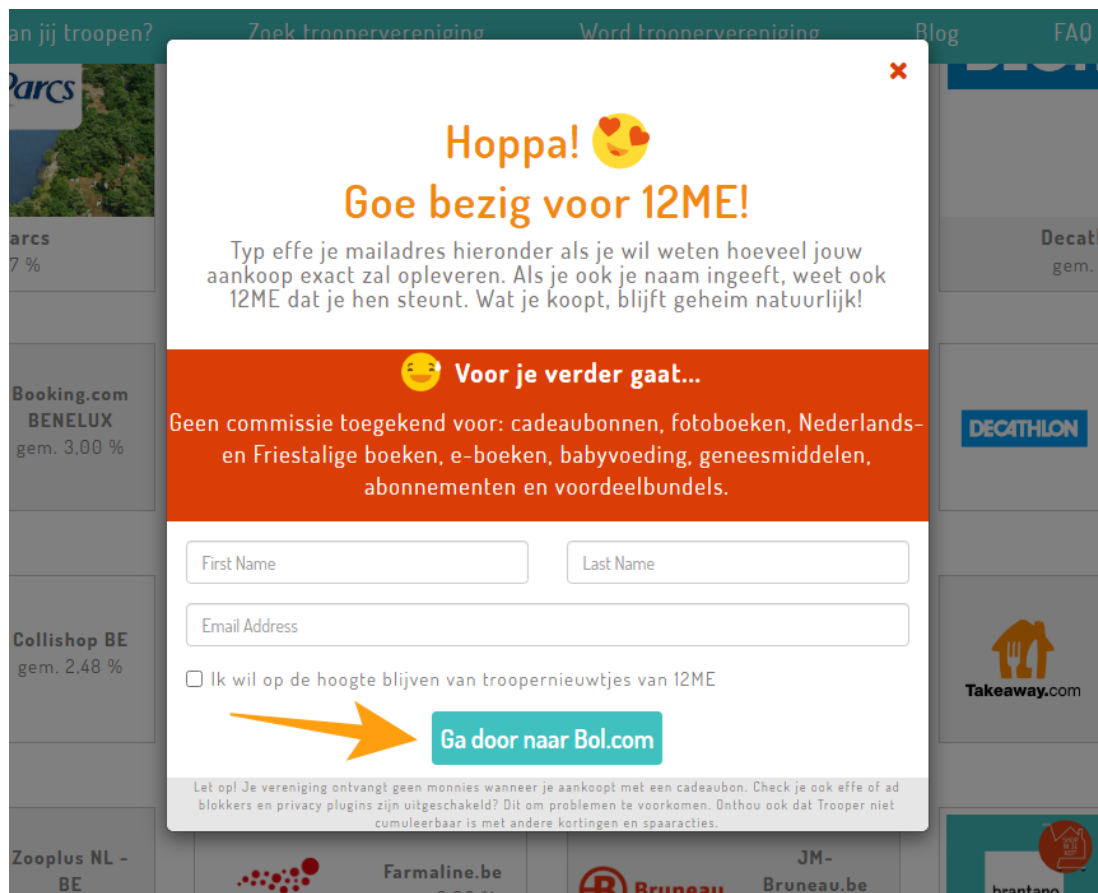 an jij troopen?
Zoek troopervereniging
Word troopervereniging
Blog
FAQ
Parcs
arcs
7 %
Decat
gem.
Hoppa!
Goe bezig voor 12ME!
Typ effe je mailadres hieronder als je wil weten hoeveel jouw
aankoop exact zal opleveren. Als je ook je naam ingeeft, weet ook
12ME dat je hen steunt. Wat je koopt, blijft geheim natuurlijk!
Voor je verder gaat...
Geen commissie toegekend voor: cadeaubonnen, fotoboeken, Nederlands-
en Friestalige boeken, e-boeken, babyvoeding, geneesmiddelen,
abonnementen en voordeelbundels.
Booking.com
BENELUX
gem. 3,00 %
DECATHLON
First Name
Last Name
Email Address
Ik wil op de hoogte blijven van troopernieuwtjes van 12ME
Ga door naar Bol.com
Collishop BE
gem. 2,48 %
Takeaway.com
Let op! Je vereniging ontvangt geen monnies wanneer je aankoopt met een cadeaubon. Check je ook effe of ad
blokkers en privacy plugins zijn uitgeschakeld? Dit om problemen te voorkomen. Onthou ook dat Trooper niet
cumuleerbaar is met andere kortingen en spaaracties.
Zooplus NL -
BE
Farmaline.be
Bruneau
JM-
Bruneau.be
SHOP
IN JE
KOT!
brantano